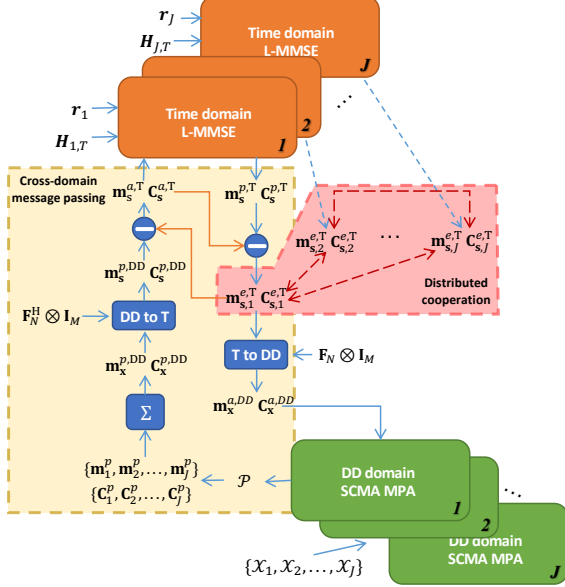 r_J
H_{J,T}
Time domain
L-MMSE
J
r_1
H_{1,T}
Time domain
L-MMSE
1
2
...
Cross-domain
message passing
m_s^{a,T} C_s^{a,T}
m_s^{p,T} C_s^{p,T}
m_{s,2}^{e,T} C_{s,2}^{e,T} ... m_{s,J}^{e,T} C_{s,J}^{e,T}
m_s^{p,DD} C_s^{p,DD}
m_{s,1}^{e,T} C_{s,1}^{e,T}
Distributed
cooperation
F_N^H ⊗ I_M
DD to T
T to DD
F_N ⊗ I_M
m_x^{p,DD} C_x^{p,DD}
m_x^{a,DD} C_x^{a,DD}
Σ
{m_1^p, m_2^p, ..., m_J^p}
{C_1^p, C_2^p, ..., C_J^p}
𝒫
DD domain
SCMA MPA
1
2
...
{𝒳_1, 𝒳_2, ..., 𝒳_J}
DD domain
SCMA MPA
J